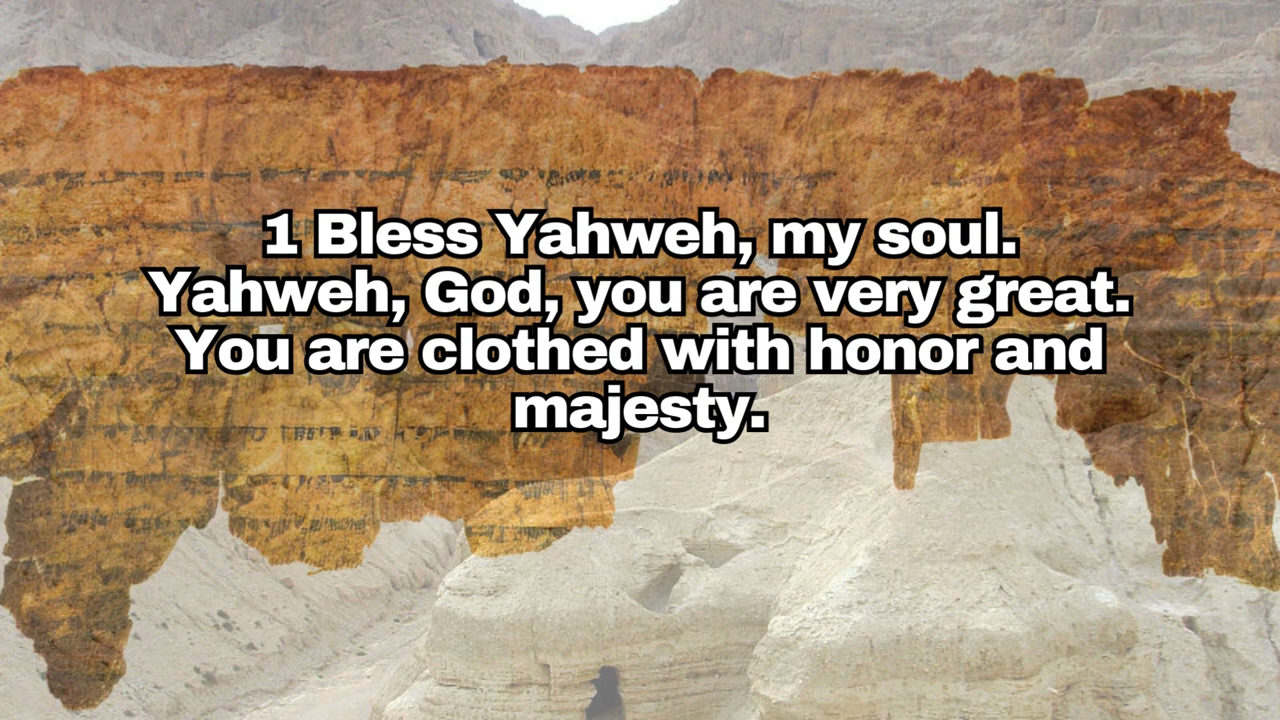 1 Bless Yahweh, my soul.
Yahweh, God, you are very great.
You are clothed with honor and
majesty.